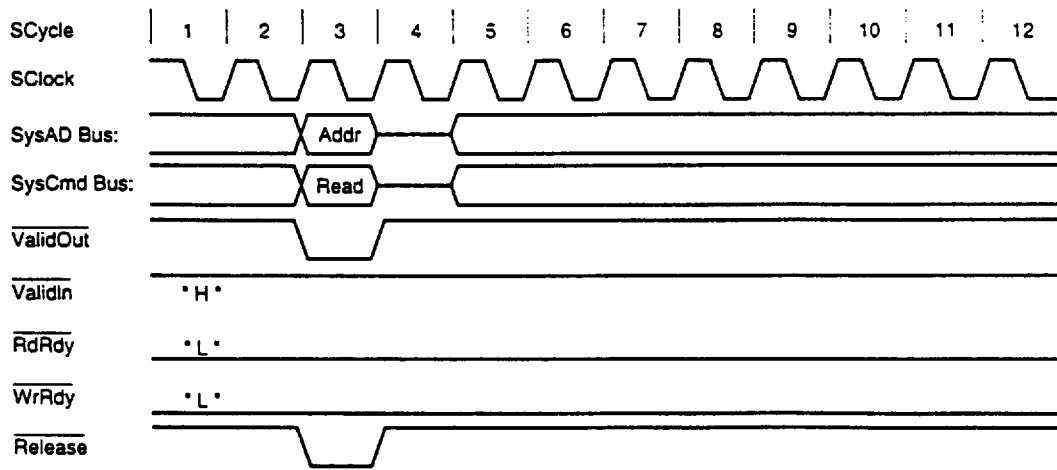 SCycle 1 2 3 4 5 6 7 8 9 10 11 12
SClock
SysAD Bus: Addr
SysCmd Bus: Read
ValidOut
ValidIn "H"
RdRdy "L"
WrRdy "L"
Release